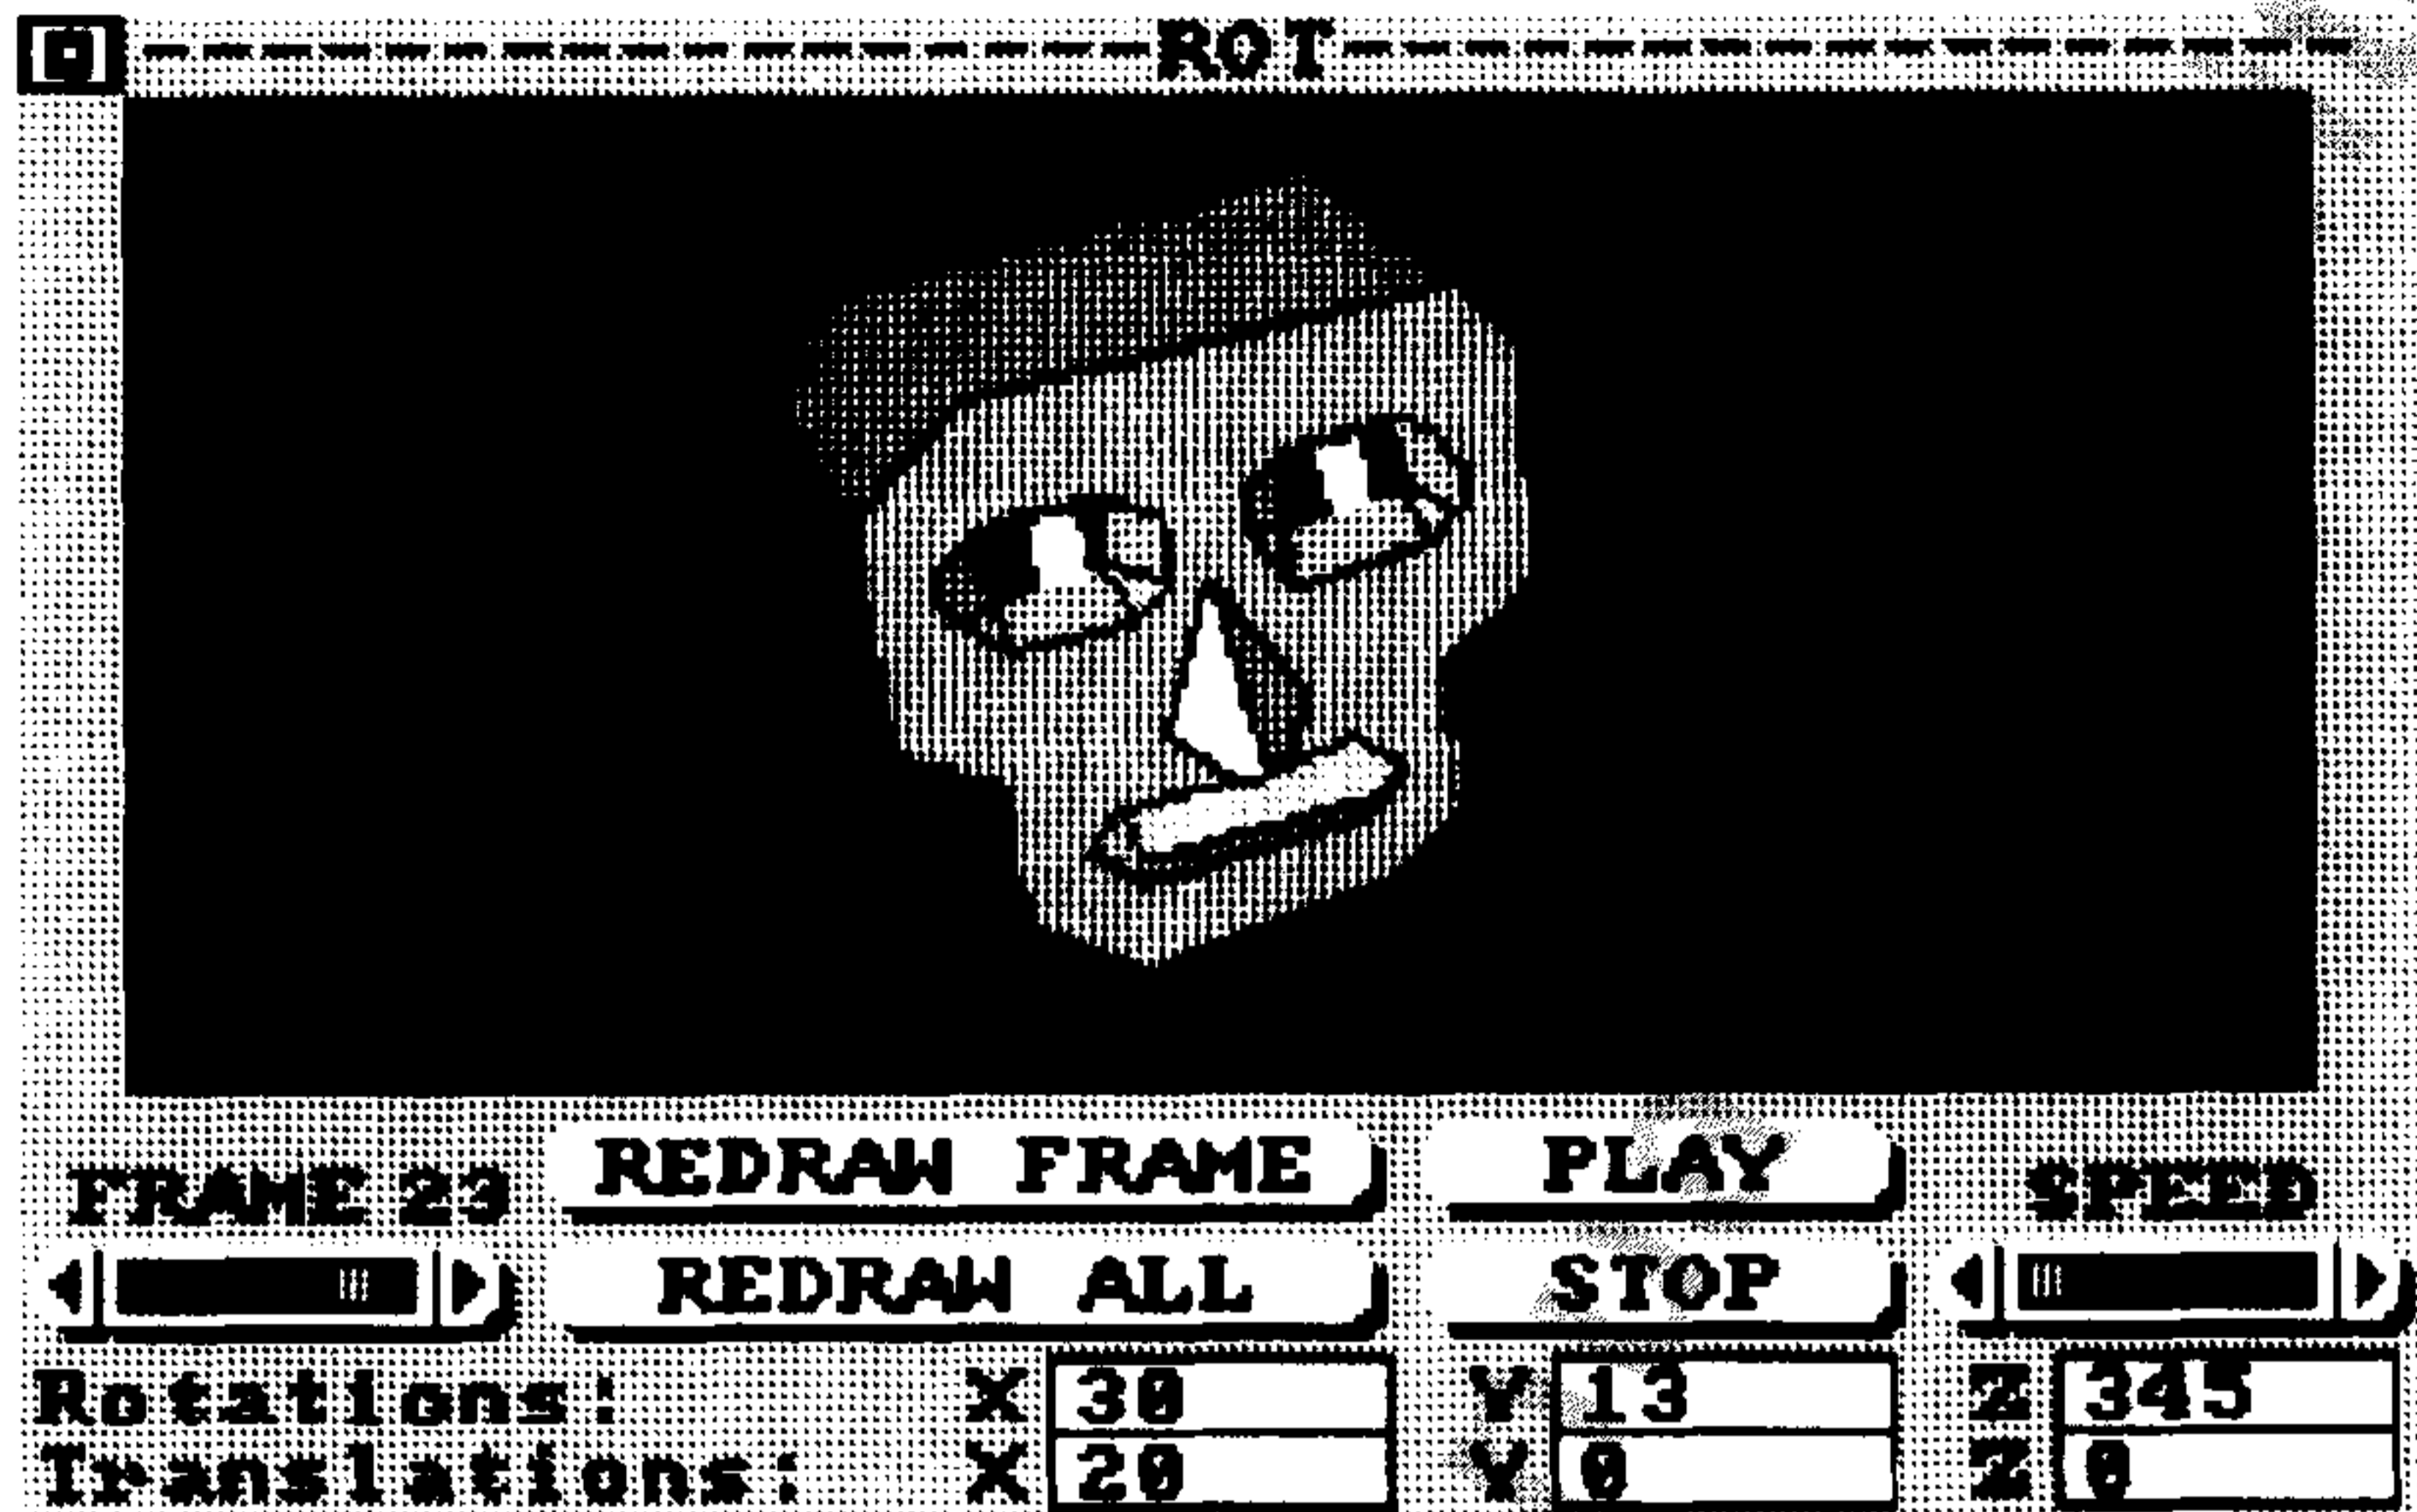 ROT
REDRAW FRAME PLAY
FRAME 23 SPEED
REDRAW ALL STOP
Rotations: X 30 Y 13 Z 345
Translations: X 20 Y 0 Z 0